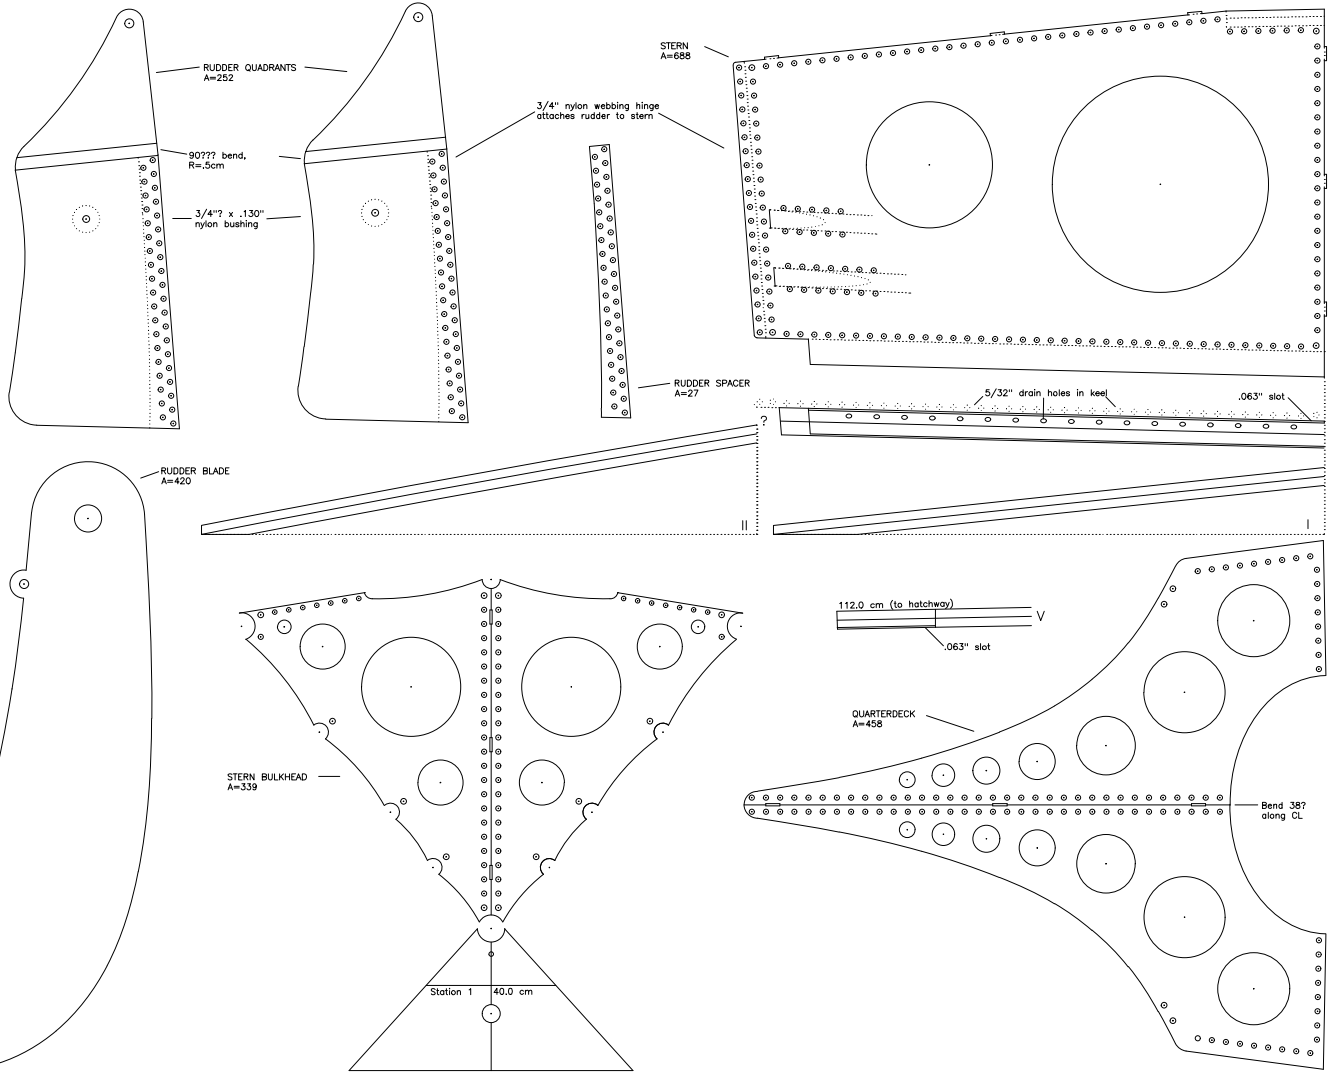 RUDDER QUADRANTS
A=252
STERN
A=688
3/4" nylon webbing hinge
attaches rudder to stern
90??? bend,
R=.5cm
3/4"? x .130"
nylon bushing
RUDDER SPACER
A=27
5/32" drain holes in keel
.063" slot
?
RUDDER BLADE
A=420
II
I
112.0 cm (to hatchway)
V
.063" slot
QUARTERDECK
A=458
STERN BULKHEAD
A=339
Bend 38?
along CL
Station 1
40.0 cm